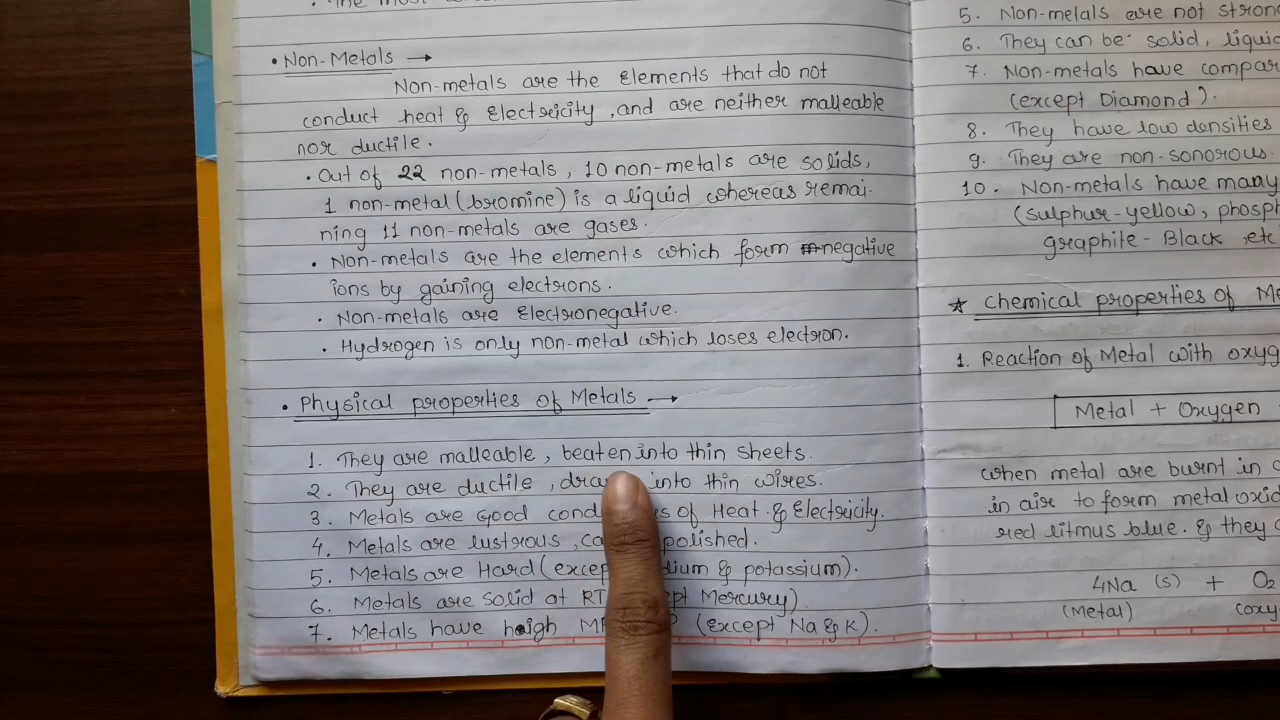 • Non-Metals →
Non-metals are the Elements that do not
conduct heat & Electricity, and are neither malleable
nor ductile.
• Out of 22 non-metals, 10 non-metals are solids,
1 non-metal (bromine) is a liquid whereas remai-
ning 11 non-metals are gases.
• Non-metals are the elements which form negative
ions by gaining electrons.
• Non-metals are Electronegative.
• Hydrogen is only non-metal which loses electron.
• Physical properties of Metals →
1. They are malleable, beaten into thin sheets.
2. They are ductile, into thin wires.
3. Metals are Good of Heat & Electricity.
4. Metals are lustrous, polished.
5. Metals are Hard ( & potassium).
6. Metals are solid at RT Mercury)
7. Metals have high (Except Na & K).
5. Non-metals are not
6. They can be solid,
7. Non-metals have
(except Diamond).
8. They have low densities
9. They are non-sonorous.
10. Non-metals have many
(sulphur-yellow,
graphite - Black etc
* Chemical properties of
1. Reaction of Metal with
Metal + Oxygen
when metal are burnt in
in air to form metal
red litmus blue. & they
4Na (s) + O2
(Metal)